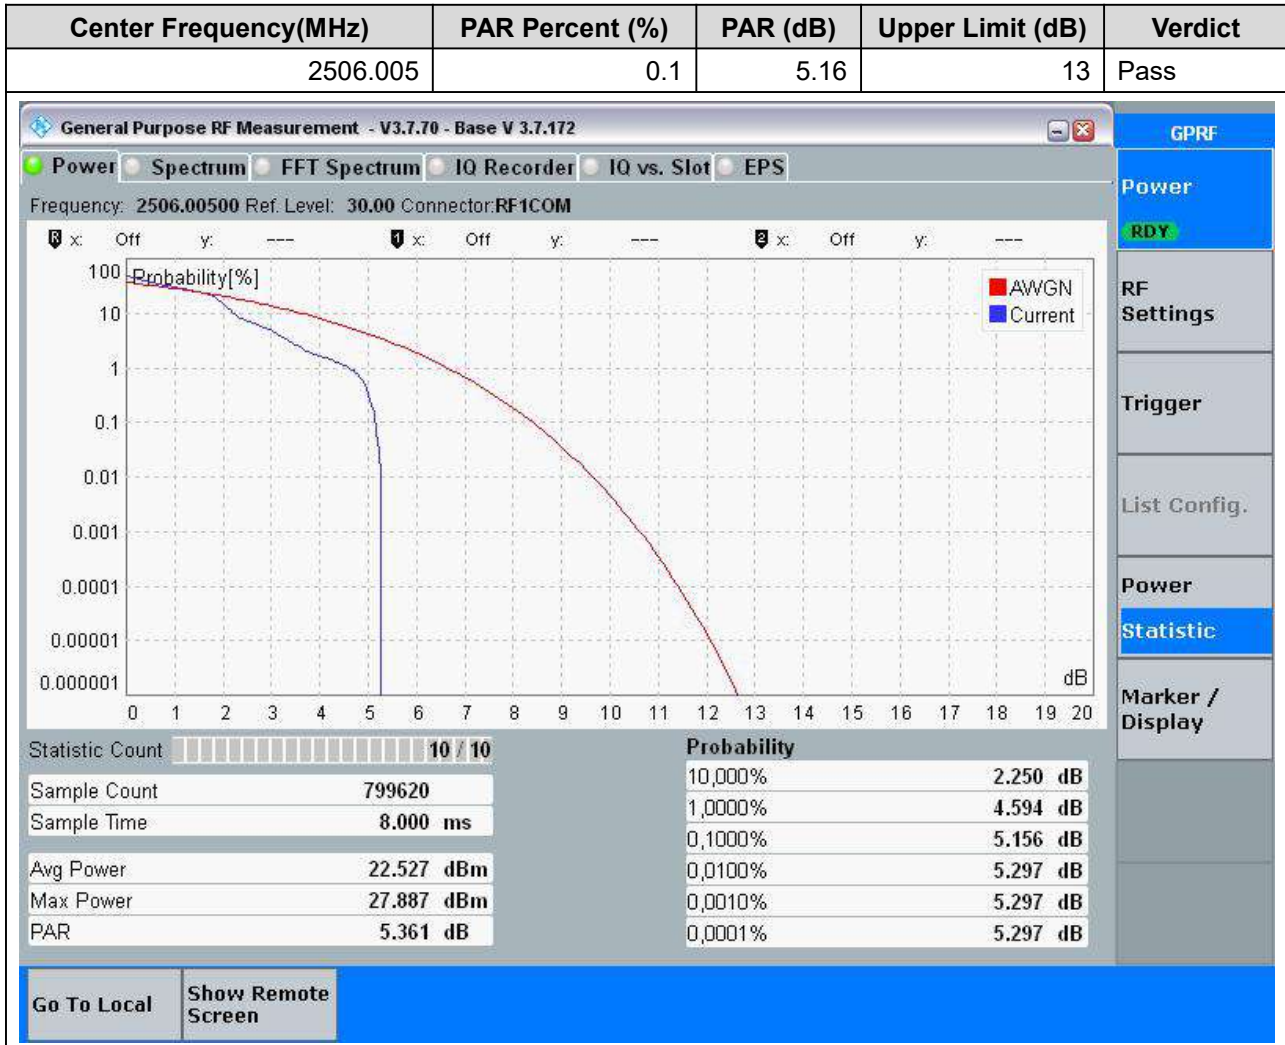 Center Frequency(MHz) PAR Percent (%) PAR (dB) Upper Limit (dB) Verdict
2506.005 0.1 5.16 13 Pass
General Purpose RF Measurement - V3.7.70 - Base V 3.7.172
GPRF
Power Spectrum FFT Spectrum IQ Recorder IQ vs. Slot EPS
Frequency: 2506.00500 Ref. Level: 30.00 Connector:RF1COM
R x: Off y: --- 1 x: Off y: --- 2 x: Off y: ---
Probability[%]
AWGN
Current
100
10
1
0.1
0.01
0.001
0.0001
0.00001
0.000001
dB
0 1 2 3 4 5 6 7 8 9 10 11 12 13 14 15 16 17 18 19 20
Statistic Count 10 / 10
Sample Count 799620
Sample Time 8.000 ms
Avg Power 22.527 dBm
Max Power 27.887 dBm
PAR 5.361 dB
Probability
10,000% 2.250 dB
1,0000% 4.594 dB
0,1000% 5.156 dB
0,0100% 5.297 dB
0,0010% 5.297 dB
0,0001% 5.297 dB
Power
RDY
RF
Settings
Trigger
List Config.
Power
Statistic
Marker /
Display
Go To Local
Show Remote
Screen